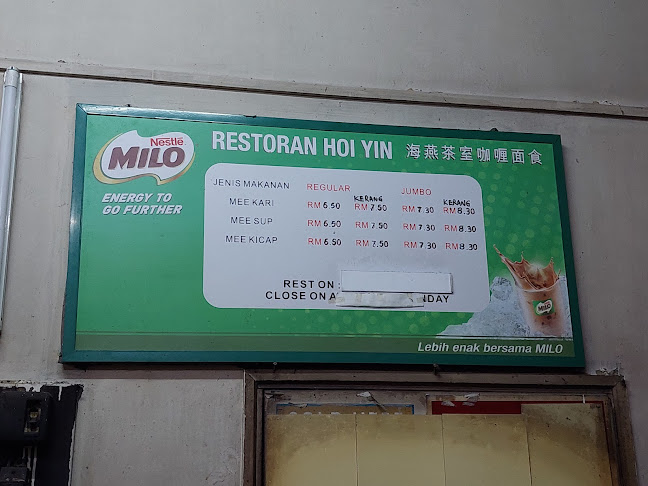 Nestlé
MILO
ENERGY TO
GO FURTHER
RESTORAN HOI YIN 海燕茶室咖喱面食
JENIS MAKANAN REGULAR KERANG JUMBO KERANG
MEE KARI RM 6.50 RM 7.50 RM 7.30 RM 8.30
MEE SUP RM 6.50 RM 7.50 RM 7.30 RM 8.30
MEE KICAP RM 6.50 RM 7.50 RM 7.30 RM 8.30
REST ON
CLOSE ON A NDAY
MILO
Lebih enak bersama MILO